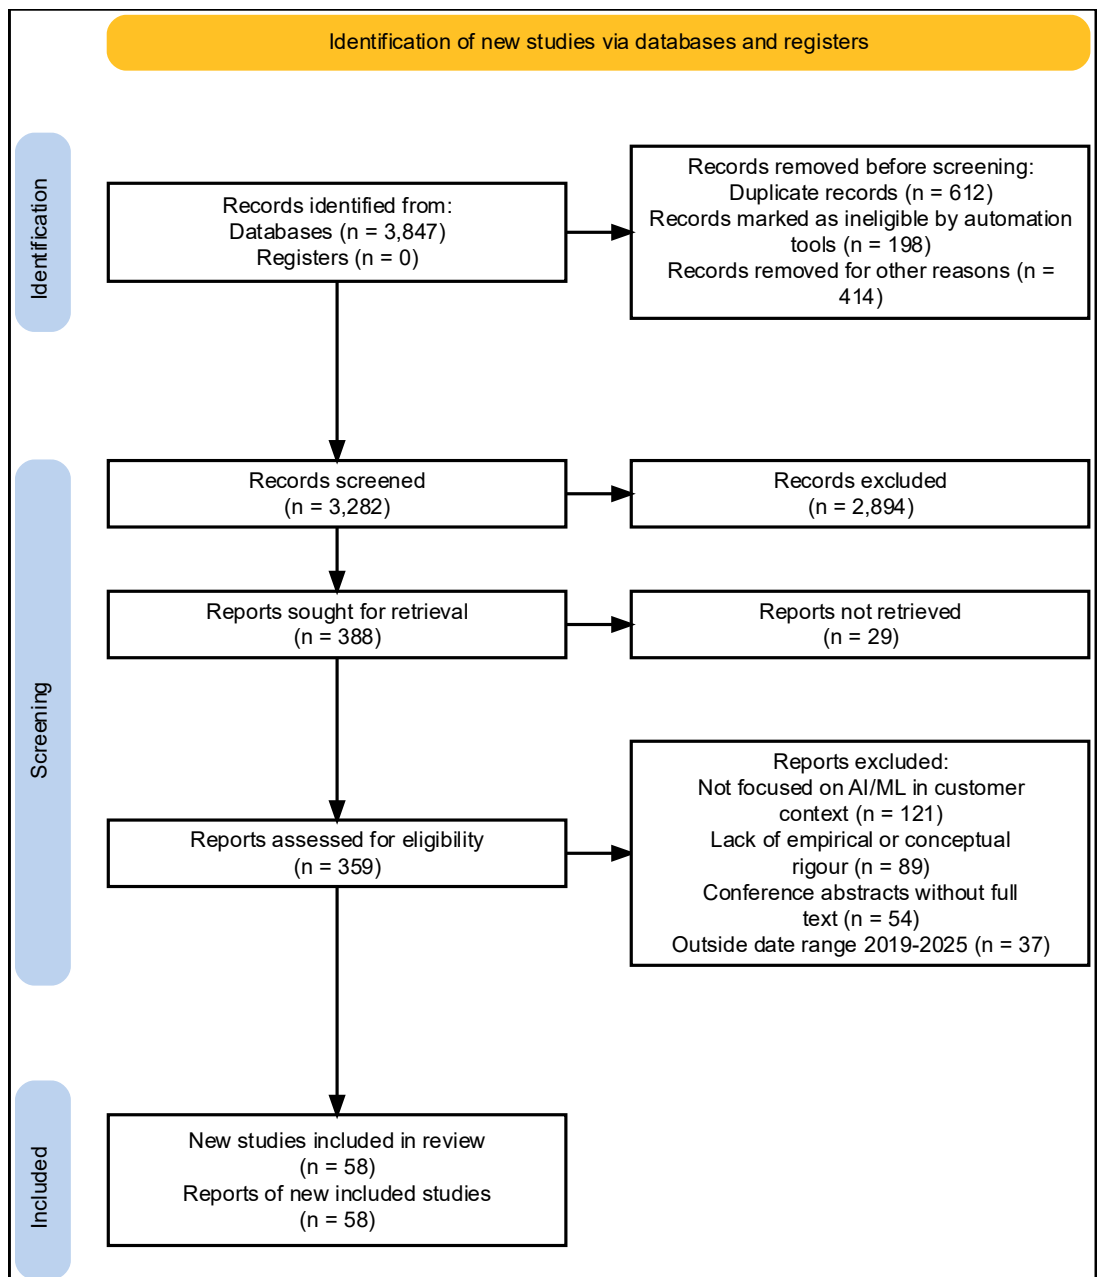 Identification of new studies via databases and registers
Identification
Records identified from:
Databases (n = 3,847)
Registers (n = 0)
Records removed before screening:
Duplicate records (n = 612)
Records marked as ineligible by automation
tools (n = 198)
Records removed for other reasons (n =
414)
Screening
Records screened
(n = 3,282)
Records excluded
(n = 2,894)
Reports sought for retrieval
(n = 388)
Reports not retrieved
(n = 29)
Reports assessed for eligibility
(n = 359)
Reports excluded:
Not focused on AI/ML in customer
context (n = 121)
Lack of empirical or conceptual
rigour (n = 89)
Conference abstracts without full
text (n = 54)
Outside date range 2019-2025 (n = 37)
Included
New studies included in review
(n = 58)
Reports of new included studies
(n = 58)